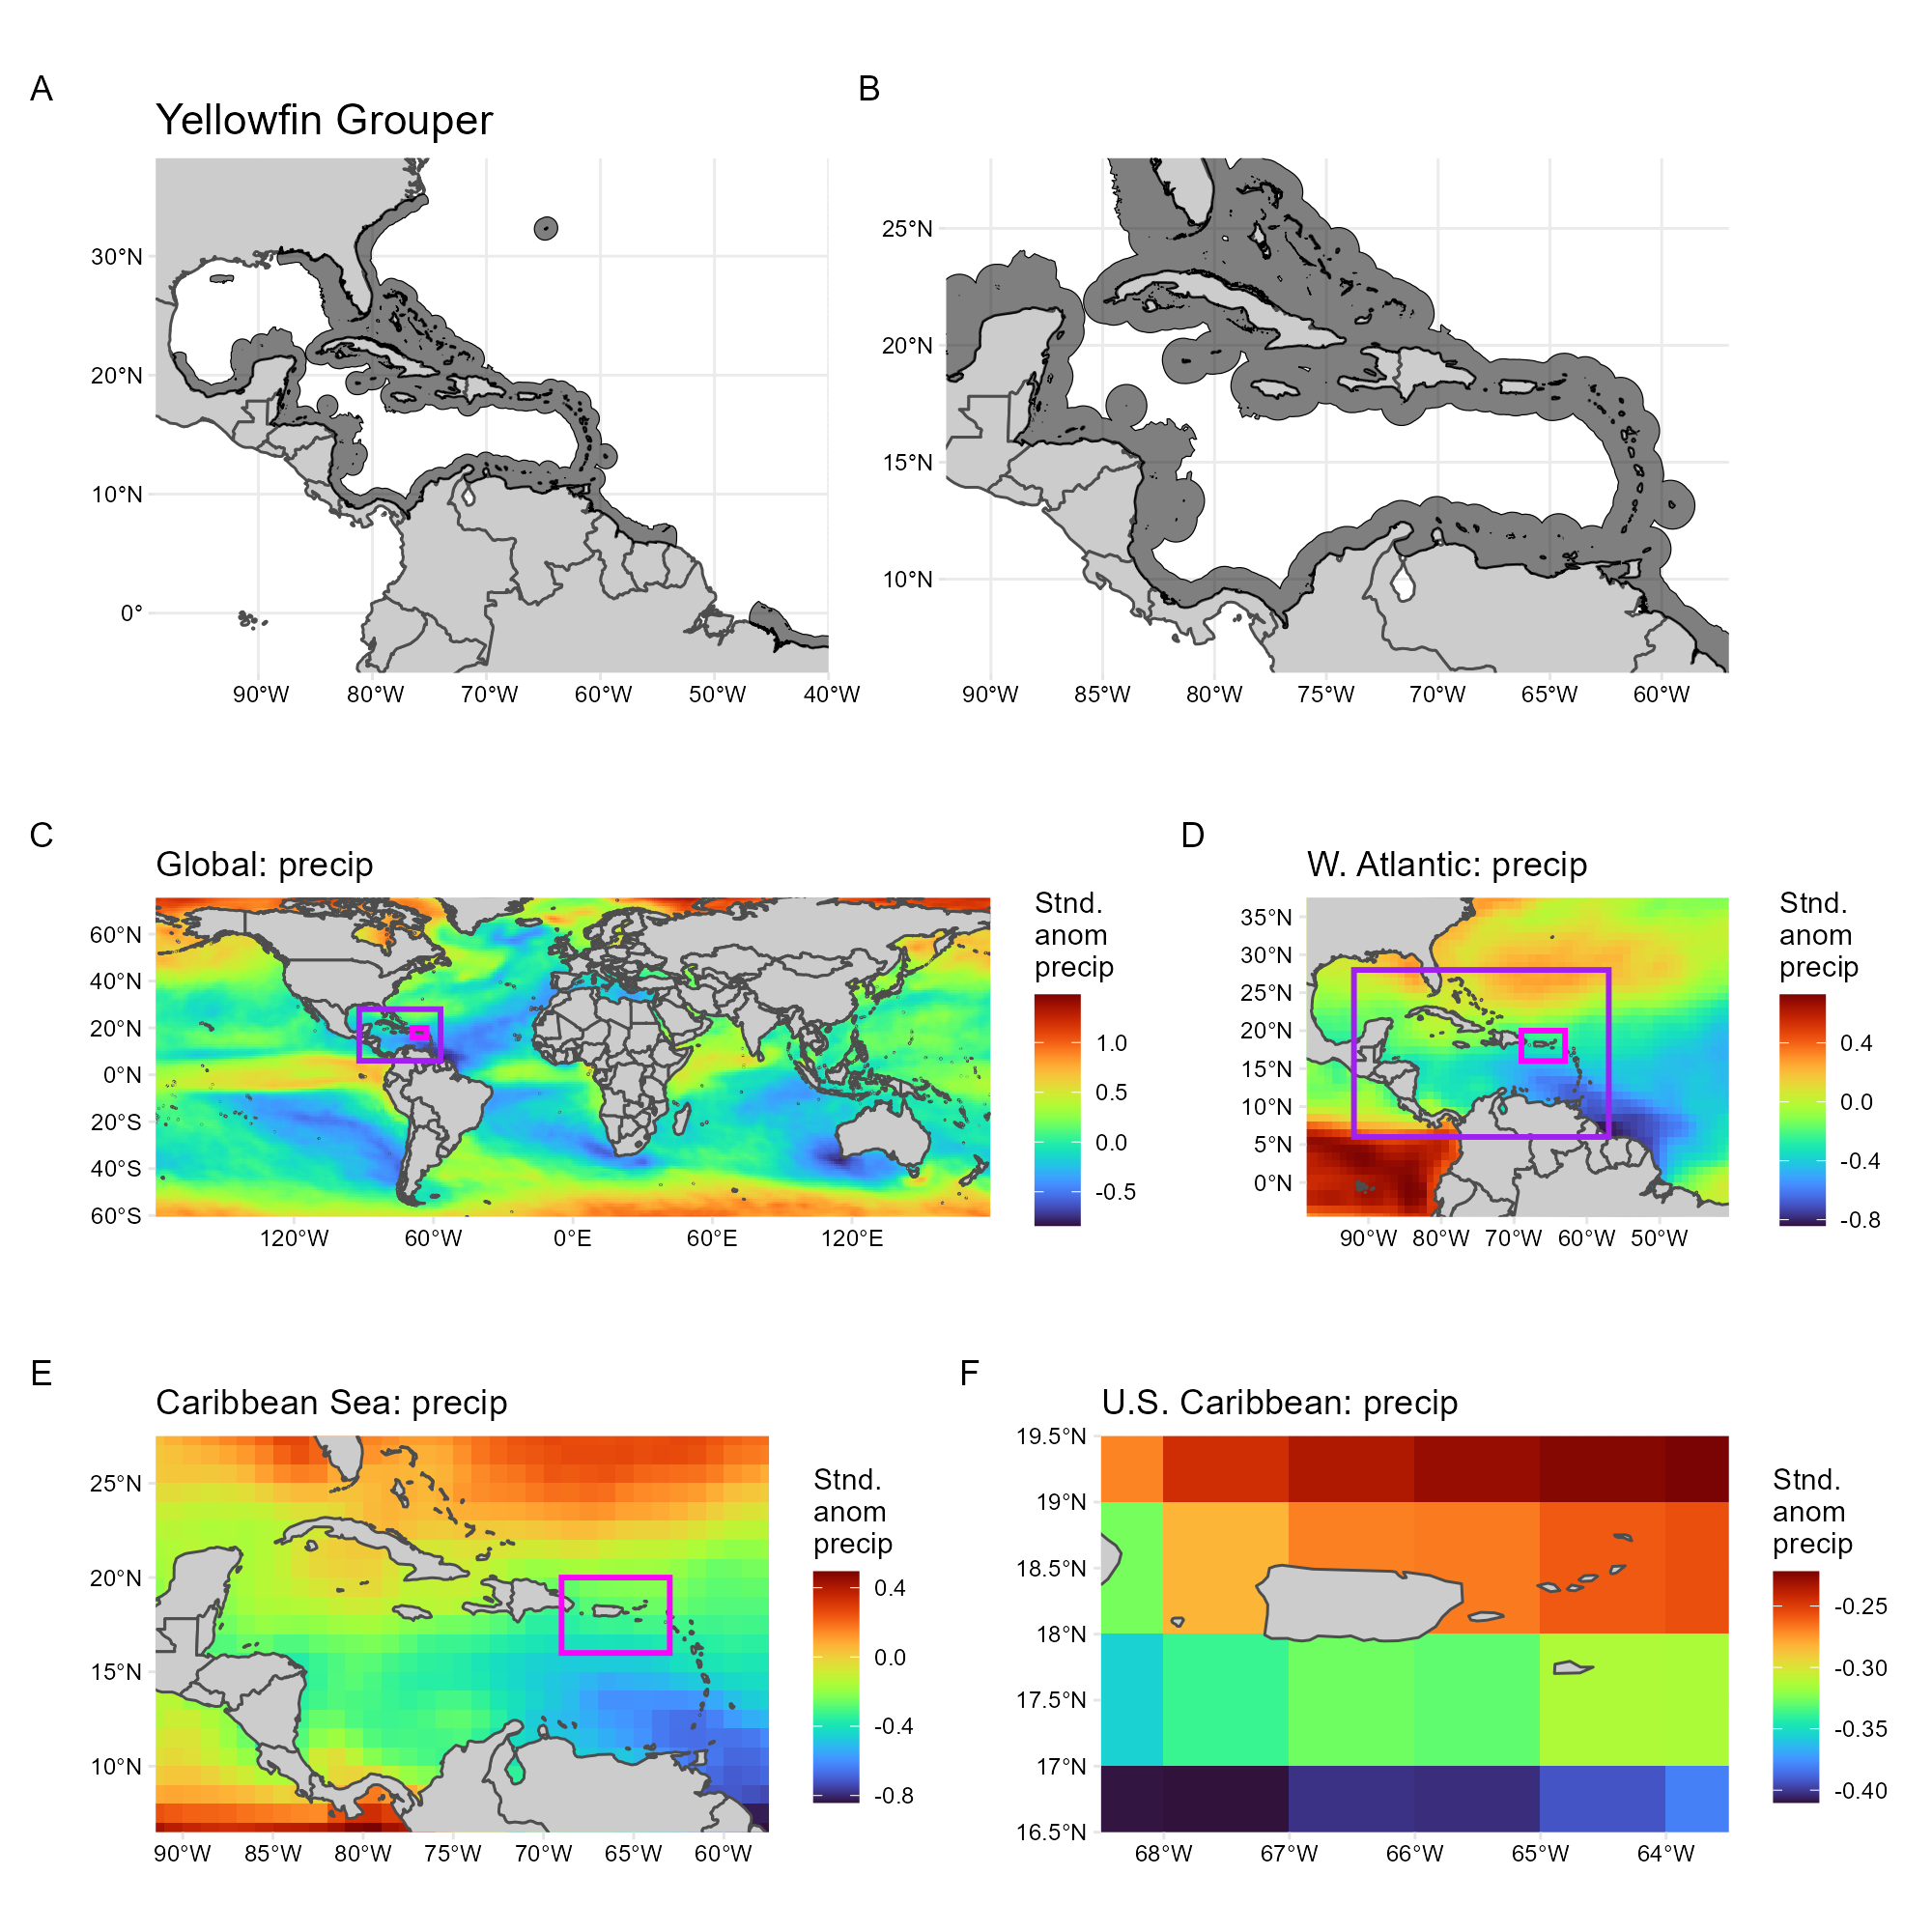 A
B
Yellowfin Grouper
30°N
20°N
10°N
0°
90°W 80°W 70°W 60°W 50°W 40°W
25°N
20°N
15°N
10°N
90°W 85°W 80°W 75°W 70°W 65°W 60°W
C
Global: precip
60°N
40°N
20°N
0°N
20°S
40°S
60°S
120°W 60°W 0°E 60°E 120°E
Stnd.
anom
precip
1.0
0.5
0.0
-0.5
D
W. Atlantic: precip
35°N
30°N
25°N
20°N
15°N
10°N
5°N
0°N
90°W 80°W 70°W 60°W 50°W
Stnd.
anom
precip
0.4
0.0
-0.4
-0.8
E
Caribbean Sea: precip
25°N
20°N
15°N
10°N
90°W 85°W 80°W 75°W 70°W 65°W 60°W
Stnd.
anom
precip
0.4
0.0
-0.4
-0.8
F
U.S. Caribbean: precip
19.5°N
19°N
18.5°N
18°N
17.5°N
17°N
16.5°N
68°W 67°W 66°W 65°W 64°W
Stnd.
anom
precip
-0.25
-0.30
-0.35
-0.40